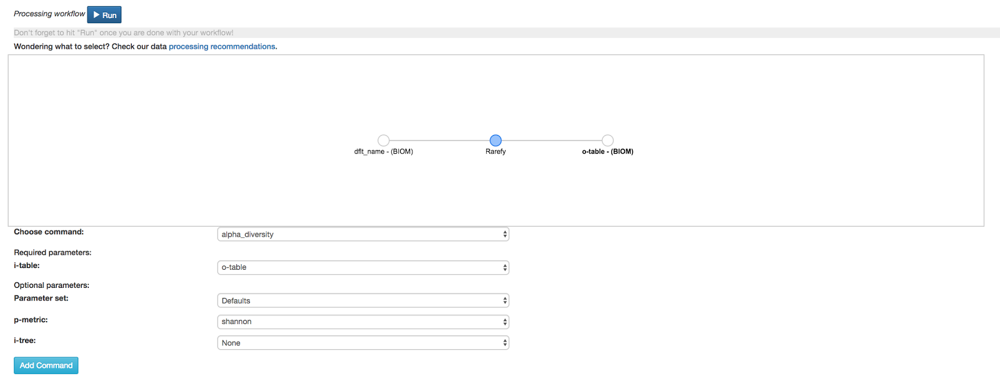 Processing workflow Run
Don't forget to hit "Run" once you are done with your workflow!
Wondering what to select? Check our data processing recommendations.
dflt_name - (BIOM) Rarefy o-table - (BIOM)
Choose command: alpha_diversity
Required parameters:
i-table: o-table
Optional parameters:
Parameter set: Defaults
p-metric: shannon
i-tree: None
Add Command